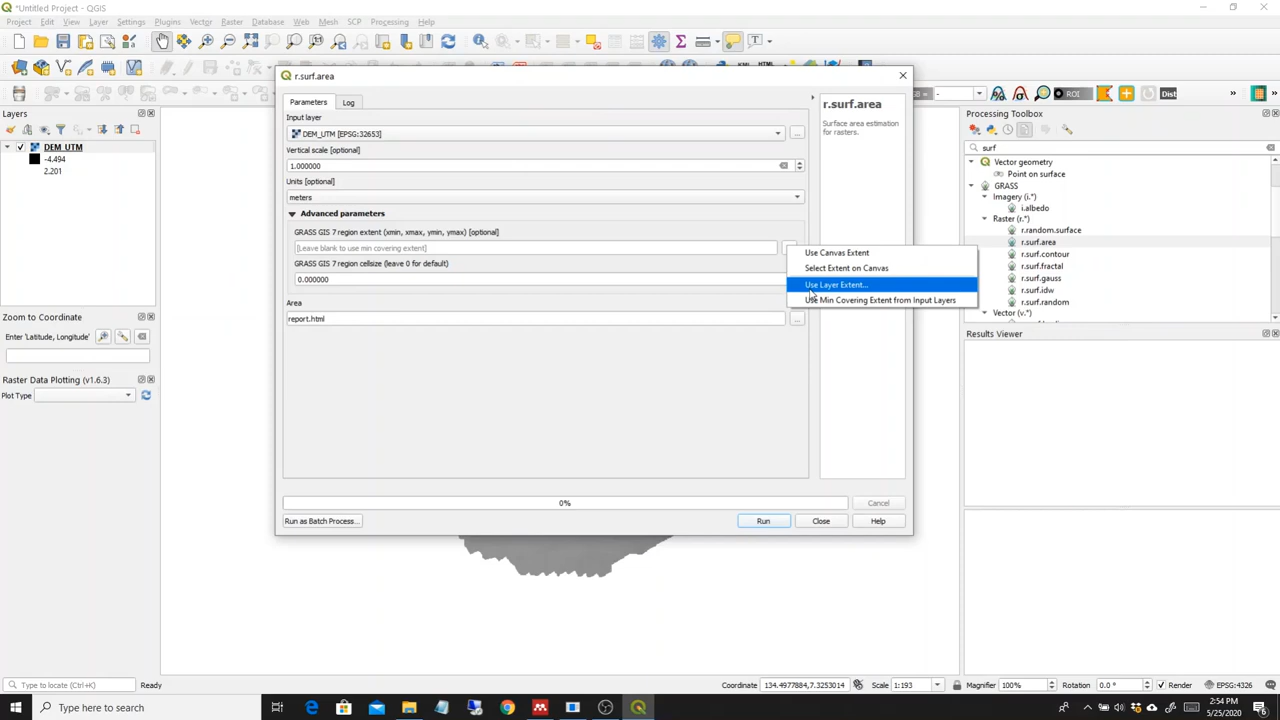 *Untitled Project — QGIS
Project Edit View Layer Settings Plugins Vector Raster Database Web Mesh SCP Processing Help
r.surf.area
Parameters
Log
Input layer
DEM_UTM [EPSG:32653]
...
Vertical scale [optional]
1.000000
Units [optional]
meters
Advanced parameters
GRASS GIS 7 region extent (xmin, xmax, ymin, ymax) [optional]
[Leave blank to use min covering extent]
GRASS GIS 7 region cellsize (leave 0 for default)
0.000000
Area
report.html
...
0%
Cancel
Run as Batch Process...
Run
Close
Help
r.surf.area
Surface area estimation
for rasters.
Use Canvas Extent
Select Extent on Canvas
Use Layer Extent...
Use Min Covering Extent from Input Layers
Layers
DEM_UTM
-4.494
2.201
Zoom to Coordinate
Enter 'Latitude, Longitude'
Raster Data Plotting (v1.6.3)
Plot Type
ROI
Dist
Processing Toolbox
surf
Vector geometry
Point on surface
GRASS
Imagery (i.*)
i.albedo
Raster (r.*)
r.random.surface
r.surf.area
r.surf.contour
r.surf.fractal
r.surf.gauss
r.surf.idw
r.surf.random
Vector (v.*)
Results Viewer
Type to locate (Ctrl+K)
Ready
Coordinate 134.4977884,7.3253014
Scale 1:193
Magnifier 100%
Rotation 0.0 °
Render
EPSG:4326
Type here to search
2:54 PM
5/25/2020